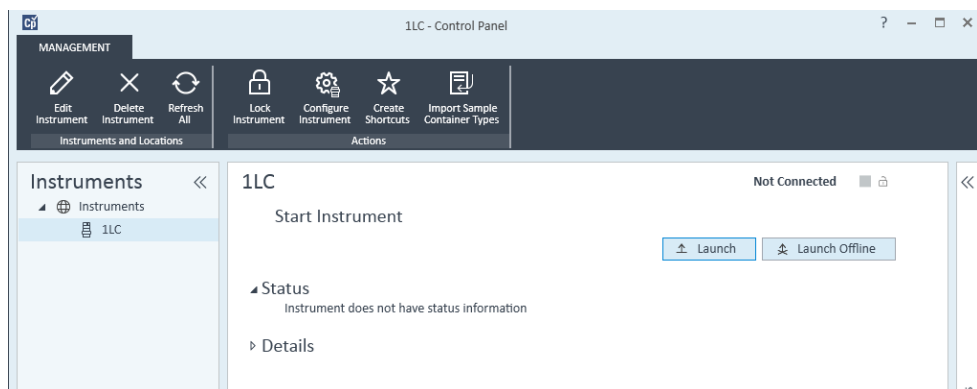 Cp
1LC - Control Panel
?
MANAGEMENT
Edit Instrument
Delete Instrument
Refresh All
Lock Instrument
Configure Instrument
Create Shortcuts
Import Sample Container Types
Instruments and Locations
Actions
Instruments
Instruments
1LC
1LC
Not Connected
Start Instrument
Launch
Launch Offline
Status
Instrument does not have status information
Details